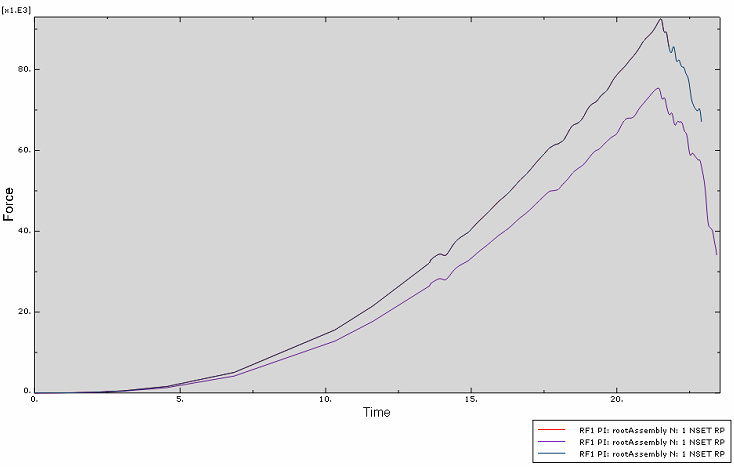 [x1.E3]
80.
60.
Force
40.
20.
0.
0. 5. 10. 15. 20.
Time
RF1 PI: rootAssembly N: 1 NSET RP
RF1 PI: rootAssembly N: 1 NSET RP
RF1 PI: rootAssembly N: 1 NSET RP